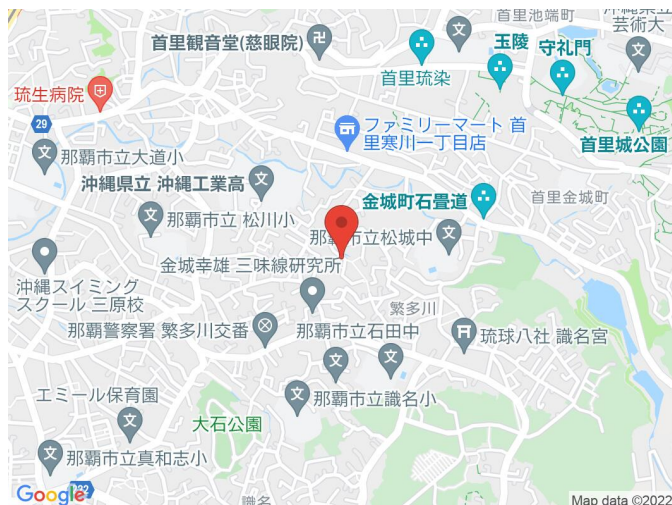 首里池端町
芸術大
首里観音堂(慈眼院)
玉陵
守礼門
首里琉染
琉生病院
29
ファミリーマート 首
里寒川一丁目店
首里城公園
那覇市立大道小
沖縄県立 沖縄工業高
首里金城町
金城町石畳道
那覇市立 松川小
那覇市立松城中
金城幸雄 三味線研究所
沖縄スイミング
スクール 三原校
繁多川
那覇警察署 繁多川交番
那覇市立石田中
琉球八社 識名宮
エミール保育園
那覇市立識名小
大石公園
那覇市立真和志小
Google
222
識名
Map data ©2022